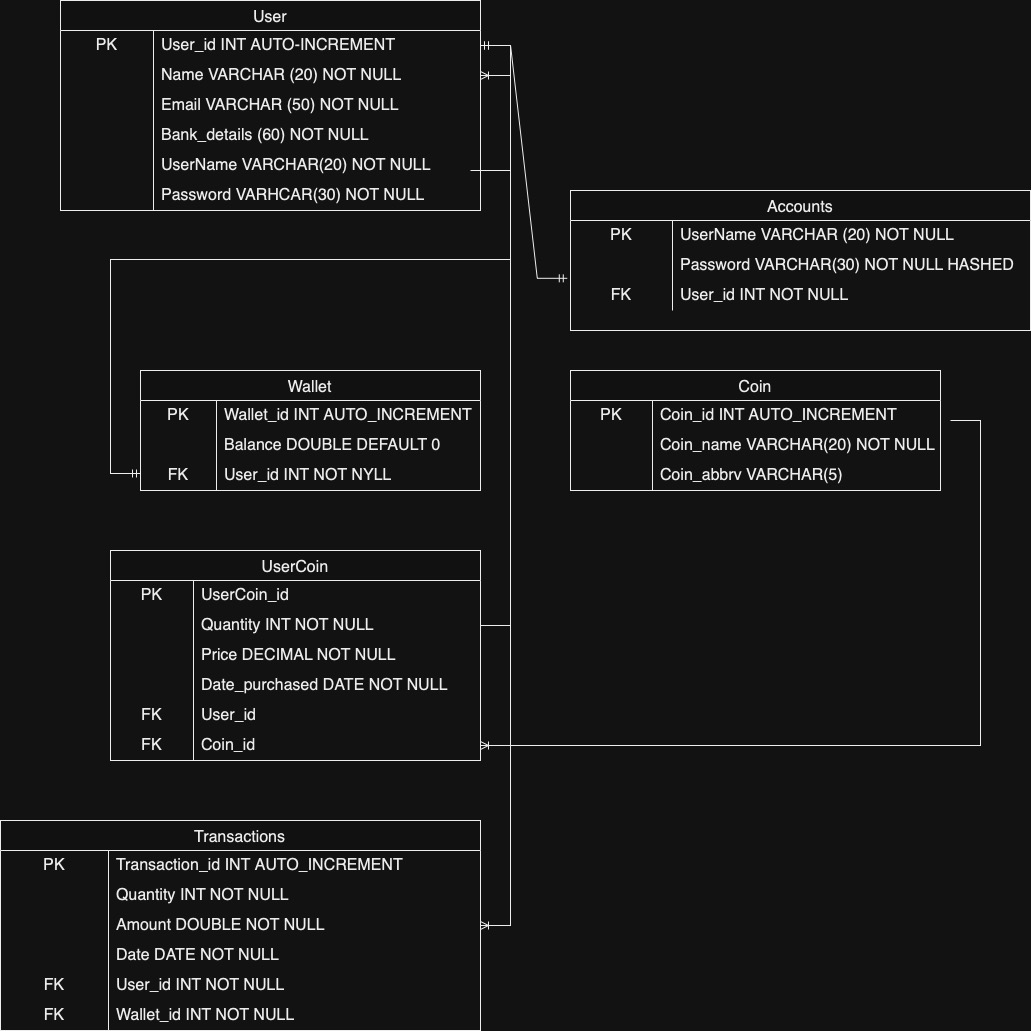 User
PK User_id INT AUTO-INCREMENT
Name VARCHAR (20) NOT NULL
Email VARCHAR (50) NOT NULL
Bank_details (60) NOT NULL
UserName VARCHAR(20) NOT NULL
Password VARHCAR(30) NOT NULL
Accounts
PK UserName VARCHAR (20) NOT NULL
Password VARCHAR(30) NOT NULL HASHED
FK User_id INT NOT NULL
Wallet
PK Wallet_id INT AUTO_INCREMENT
Balance DOUBLE DEFAULT 0
FK User_id INT NOT NYLL
Coin
PK Coin_id INT AUTO_INCREMENT
Coin_name VARCHAR(20) NOT NULL
Coin_abbrv VARCHAR(5)
UserCoin
PK UserCoin_id
Quantity INT NOT NULL
Price DECIMAL NOT NULL
Date_purchased DATE NOT NULL
FK User_id
FK Coin_id
Transactions
PK Transaction_id INT AUTO_INCREMENT
Quantity INT NOT NULL
Amount DOUBLE NOT NULL
Date DATE NOT NULL
FK User_id INT NOT NULL
FK Wallet_id INT NOT NULL